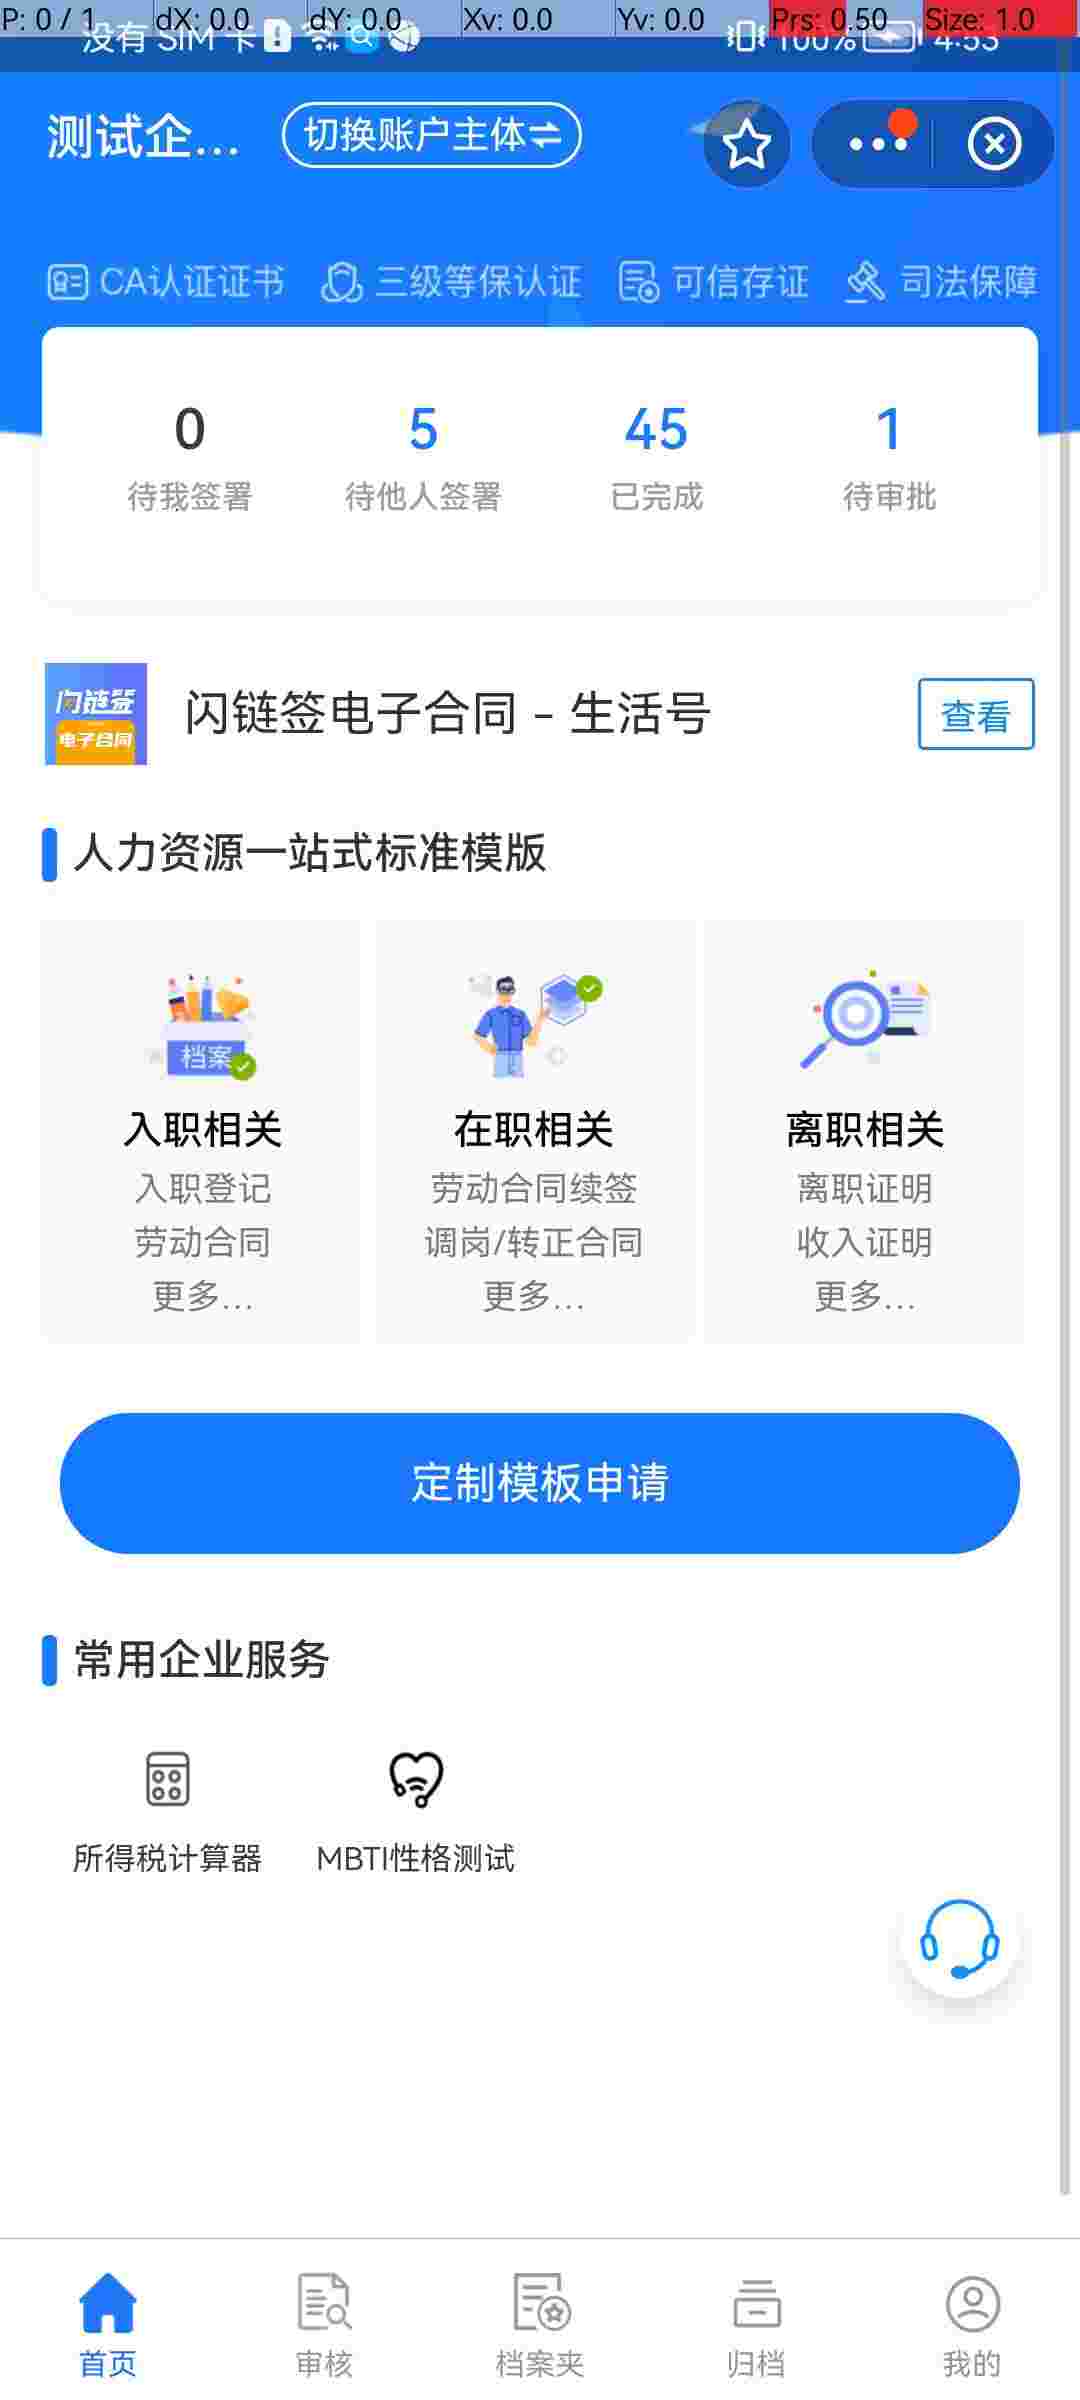 P: 0 / 1 dX: 0.0 dY: 0.0 Xv: 0.0 Yv: 0.0 Prs: 0.50 Size: 1.0
没有 SIM 卡 100% 4:53
测试企... 切换账户主体
CA认证证书 三级等保认证 可信存证 司法保障
0 5 45 1
待我签署 待他人签署 已完成 待审批
闪链签
电子合同
闪链签电子合同 - 生活号 查看
人力资源一站式标准模版
档案
入职相关 在职相关 离职相关
入职登记 劳动合同续签 离职证明
劳动合同 调岗/转正合同 收入证明
更多... 更多... 更多...
定制模板申请
常用企业服务
所得税计算器 MBTI性格测试
首页 审核 档案夹 归档 我的